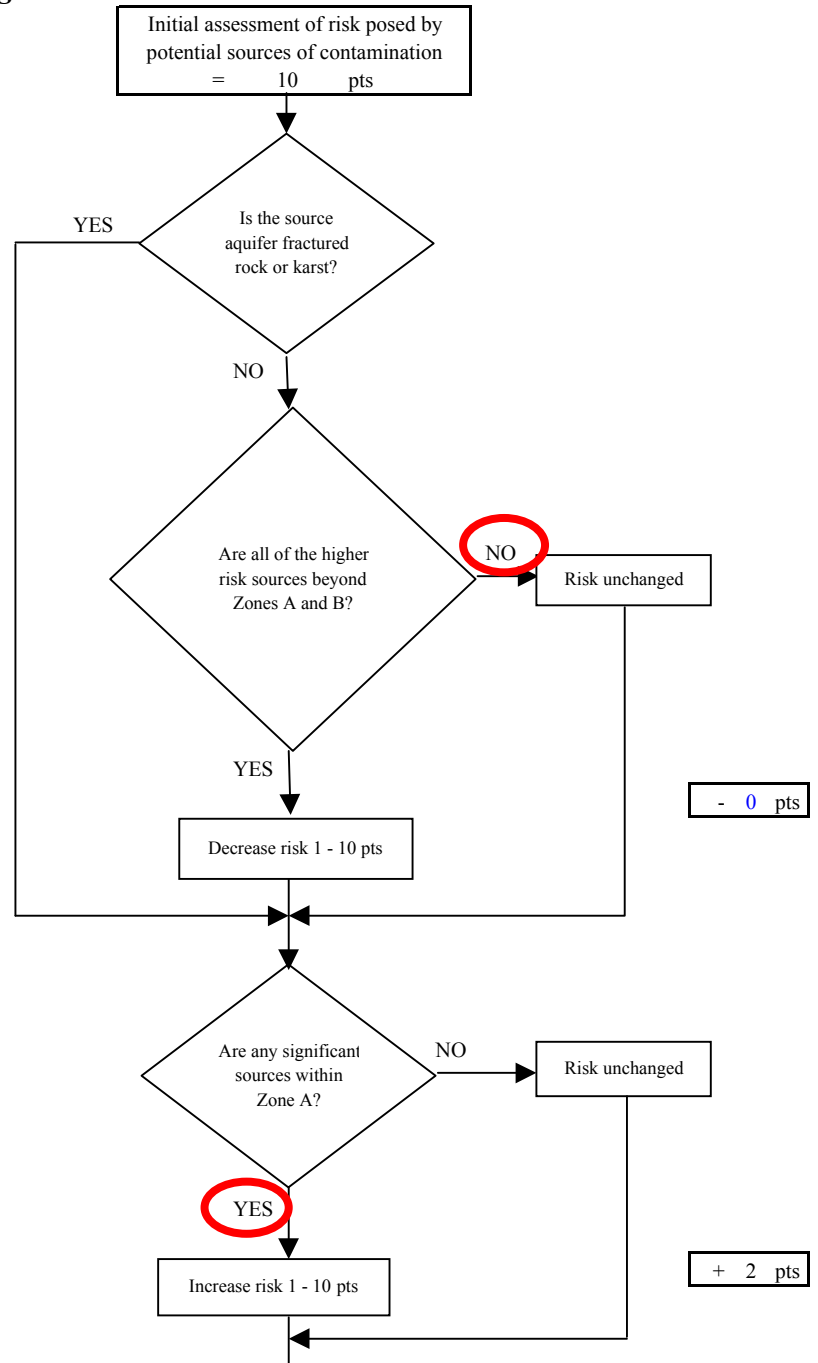 Initial assessment of risk posed by
potential sources of contamination
= 10 pts
YES
Is the source
aquifer fractured
rock or karst?
NO
Are all of the higher
risk sources beyond
Zones A and B?
NO
Risk unchanged
YES
- 0 pts
Decrease risk 1 - 10 pts
Are any significant
sources within
Zone A?
NO
Risk unchanged
YES
+ 2 pts
Increase risk 1 - 10 pts